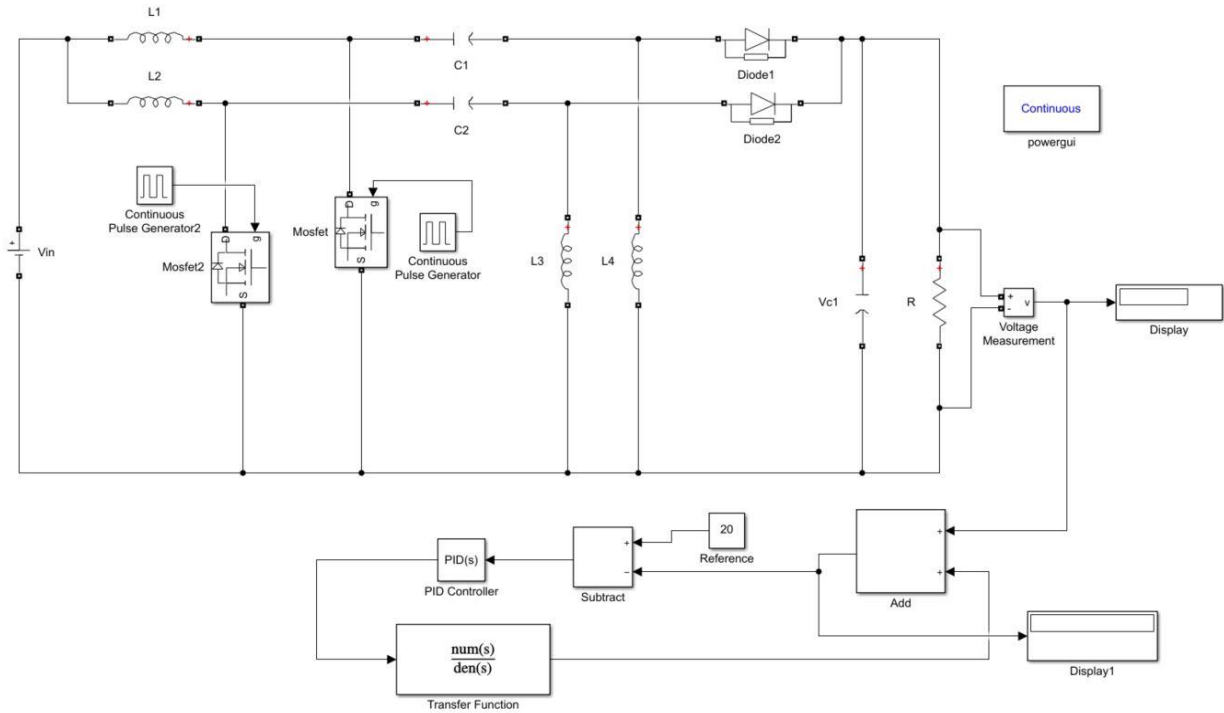 L1
L2
C1
C2
Diode1
Diode2
Continuous
powergui
Continuous
Pulse Generator2
Vin
+
D
g
S
Mosfet2
D
g
S
Mosfet
Continuous
Pulse Generator
L3
L4
Vc1
R
+
-
v
Voltage
Measurement
Display
20
Reference
+
−
Subtract
PID(s)
PID Controller
+
+
Add
Display1
num(s)
den(s)
Transfer Function